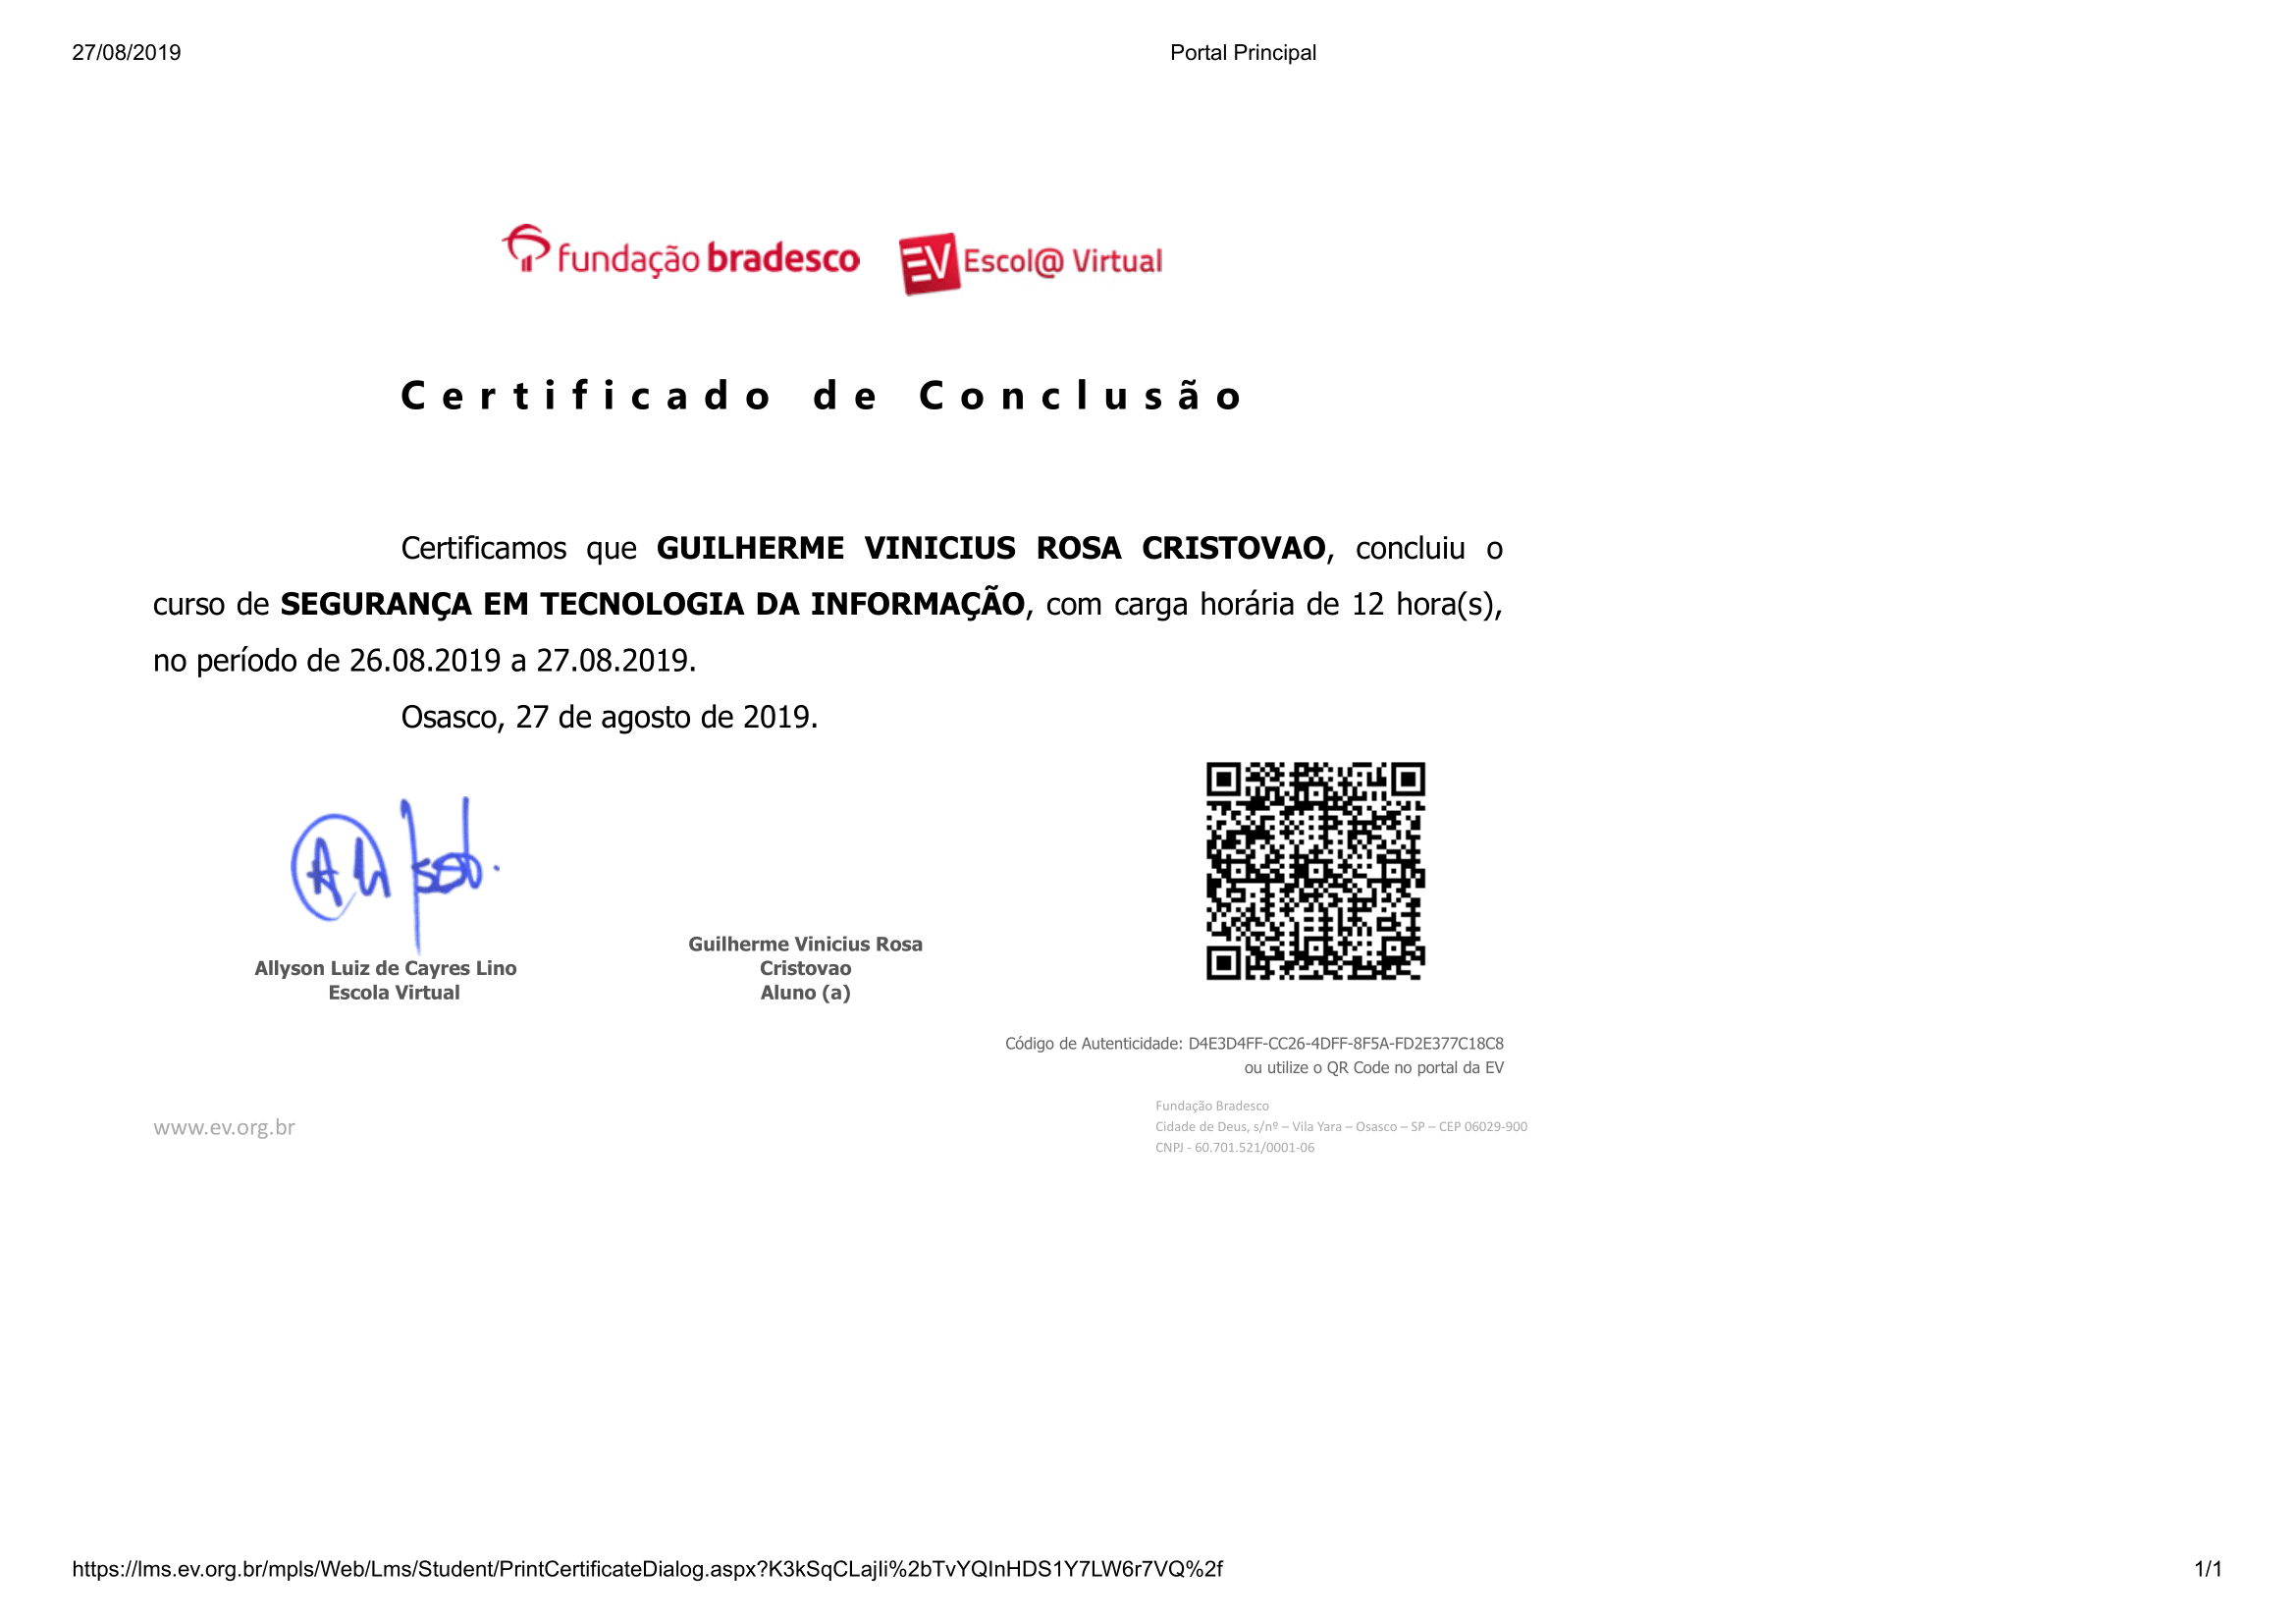 27/08/2019 Portal Principal
fundação bradesco EV Escol@ Virtual
Certificado de Conclusão
Certificamos que GUILHERME VINICIUS ROSA CRISTOVAO, concluiu o
curso de SEGURANÇA EM TECNOLOGIA DA INFORMAÇÃO, com carga horária de 12 hora(s),
no período de 26.08.2019 a 27.08.2019.
Osasco, 27 de agosto de 2019.
Allyson Luiz de Cayres Lino
Escola Virtual
Guilherme Vinicius Rosa
Cristovao
Aluno (a)
Código de Autenticidade: D4E3D4FF-CC26-4DFF-8F5A-FD2E377C18C8
ou utilize o QR Code no portal da EV
www.ev.org.br
Fundação Bradesco
Cidade de Deus, s/nº – Vila Yara – Osasco – SP – CEP 06029-900
CNPJ - 60.701.521/0001-06
https://lms.ev.org.br/mpls/Web/Lms/Student/PrintCertificateDialog.aspx?K3kSqCLajli%2bTvYQInHDS1Y7LW6r7VQ%2f 1/1